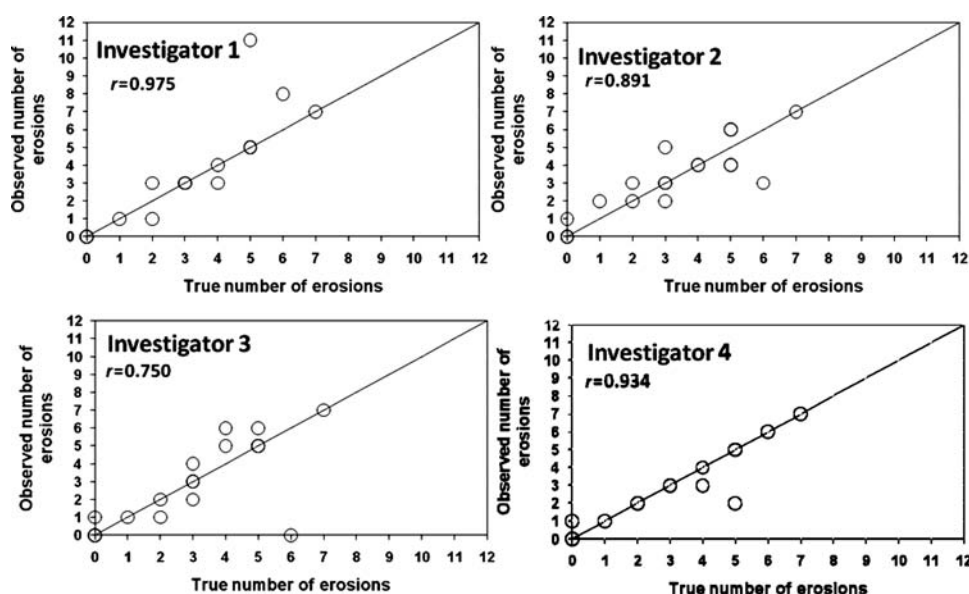 Investigator 1
r=0.975
Observed number of
erosions
12
11
10
9
8
7
6
5
4
3
2
1
0
0 1 2 3 4 5 6 7 8 9 10 11 12
True number of erosions
Investigator 2
r=0.891
Observed number of
erosions
12
11
10
9
8
7
6
5
4
3
2
1
0
0 1 2 3 4 5 6 7 8 9 10 11 12
True number of erosions
Investigator 3
r=0.750
Observed number of
erosions
12
11
10
9
8
7
6
5
4
3
2
1
0
0 1 2 3 4 5 6 7 8 9 10 11 12
True number of erosions
Investigator 4
r=0.934
Observed number of
erosions
12
11
10
9
8
7
6
5
4
3
2
1
0
0 1 2 3 4 5 6 7 8 9 10 11 12
True number of erosions